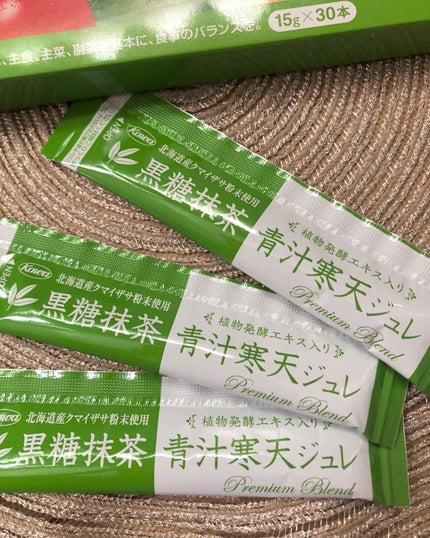 15g×30本
主食、主菜、副菜を基本に、食事のバランスを。
OPEN
Kowa
北海道産クマイザサ粉末使用
黒糖抹茶
植物発酵エキス入り
青汁寒天ジュレ
Premium Blend
OPEN
Kowa
北海道産クマイザサ粉末使用
黒糖抹茶
植物発酵エキス入り
青汁寒天ジュレ
Premium Blend
Kowa
北海道産クマイザサ粉末使用
黒糖抹茶
植物発酵エキス入り
青汁寒天ジュレ
Premium Blend